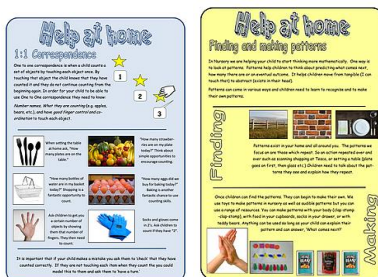 Help at home
1:1 Correspondence
One to one correspondence is when a child counts a
set of objects by touching each object once. By
touching that object the child knows that they have
counted it and they do not continue counting from the
beginning again. In order for your child to be able to
use One to One correspondence they need to know:
Number names, What they are counting (e.g. apples,
bears, etc.), and have good finger control and co-
ordination to touch each object.
1
2
3
When setting the table
at home ask, "How
many plates are on the
table."
"How many
are on my plate
today?" Think about
simple opportunities to
encourage counting.
"How many bottles of
water are in my basket
today?" Shopping is a
fantastic opportunity to
count.
"How many eggs did we
buy for baking today?"
Baking is another
fantastic chance to use
counting skills.
Ask children to get you
a certain number of
objects by showing
them that number of
fingers. They then need
to count.
Socks and gloves come
in 2's. Ask children to
count if they have "2".
It is important that if your child makes a mistake you ask them to 'check' that they have
counted correctly. If they are not touching each item when they count the you could
model this to them and ask them to 'have a turn.'
Help at home
Finding and making patterns
In Nursery we are helping your child to start thinking more mathematically. One way is
to look at patterns. Patterns help children to think about predicting what comes next,
how many there are or an eventual outcome. It helps children move from tangible (I can
touch that) to abstract (exists in their head).
Patterns can come in various ways and children need to learn to recognise and to make
their own patterns.
Finding
Patterns exist in your home and all around you. The patterns we
focus on are those which repeat. So an action repeated over and
over such as scanning shopping at Tesco, or setting a table (plate
goes on first, then glass etc.) Children need to talk about the pat-
terns they see and explain how they repeat.
Making
Once children can find the patterns. They can begin to make their own. We
use toys to make patterns in nursery as well as audible patterns but you can
use a range of resources. You can make patterns with your body (clap-stomp
-clap-stomp), with food in your cupboards, socks in your drawer, or with
teddy bears. Anything can be used as long as your child can explain their
pattern and can answer, "What comes next?"